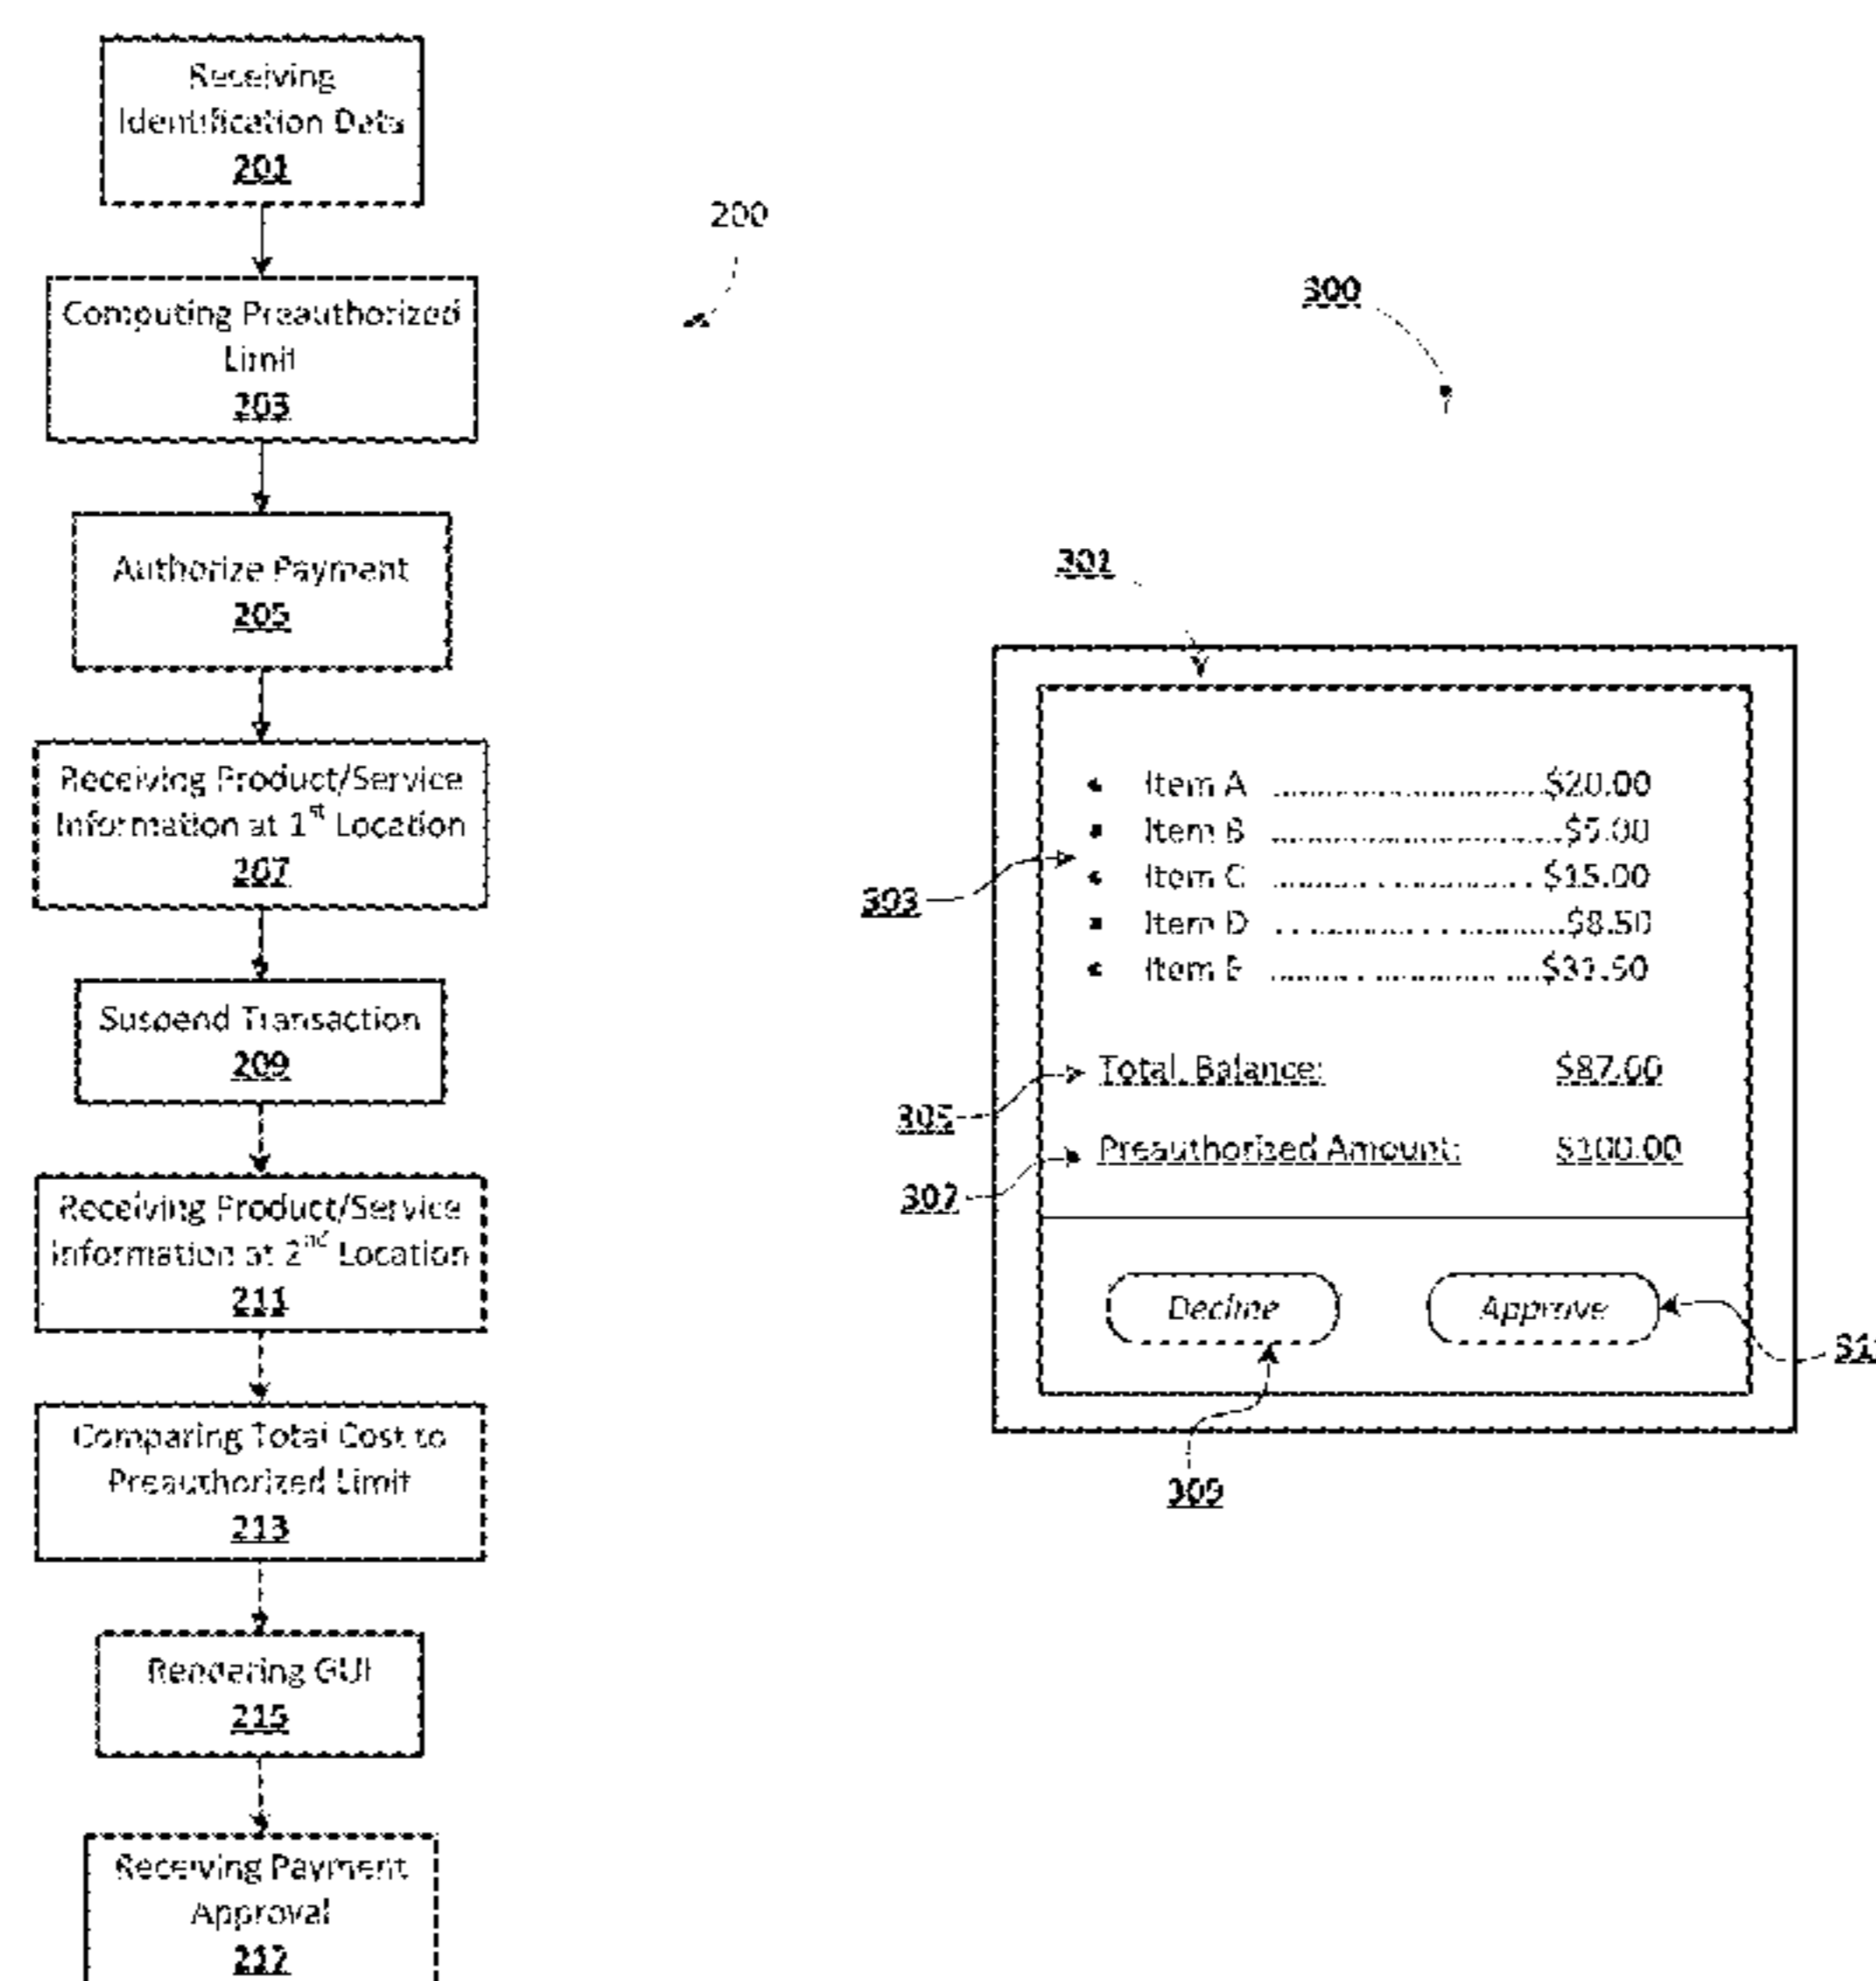 Receiving
Identification Data
201
Computing Preauthorized
Limit
203
Authorize Payment
205
Receiving Product/Service
Information at 1st Location
207
Suspend Transaction
209
Receiving Product/Service
Information at 2nd Location
211
Comparing Total Cost to
Preauthorized Limit
213
Rendering GUI
215
Receiving Payment
Approval
217
200
300
301
303
Item A ..............................$20.00
Item B ..............................$5.00
Item C ..............................$15.00
Item D ..............................$8.50
Item E ..............................$31.50
305
Total Balance: $87.00
307
Preauthorized Amount: $100.00
Decline Approve
309